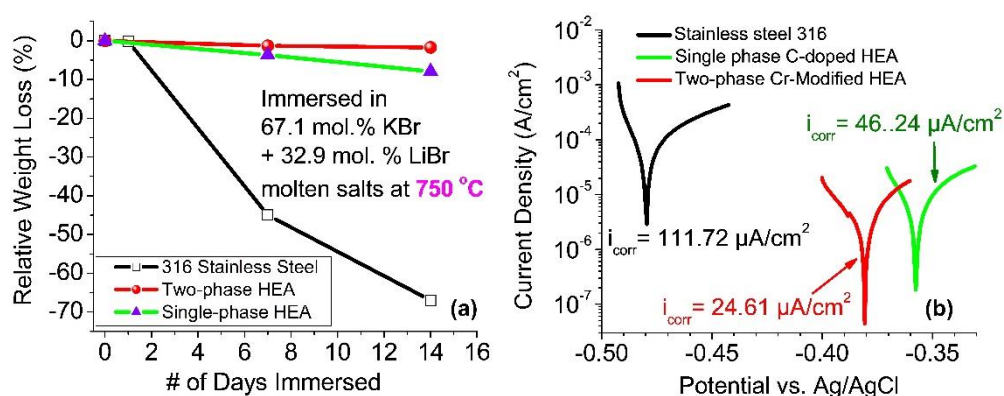 (a)
Relative Weight Loss (%)
0
-10
-20
-30
-40
-50
-60
-70
Immersed in
67.1 mol.% KBr
+ 32.9 mol. % LiBr
molten salts at 750 °C
316 Stainless Steel
Two-phase HEA
Single-phase HEA
(a)
0 2 4 6 8 10 12 14 16
# of Days Immersed
Stainless steel 316
Single phase C-doped HEA
Two-phase Cr-Modified HEA
Current Density (A/cm²)
10⁻²
10⁻³
10⁻⁴
10⁻⁵
10⁻⁶
10⁻⁷
i_corr = 46..24 µA/cm²
i_corr = 111.72 µA/cm²
i_corr = 24.61 µA/cm²
(b)
-0.50 -0.45 -0.40 -0.35
Potential vs. Ag/AgCl